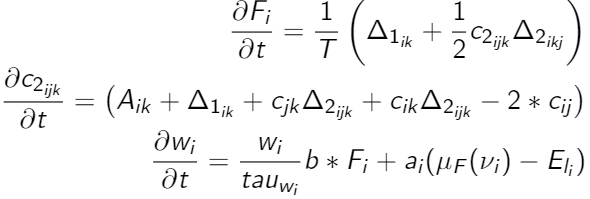 ∂F_i/∂t = 1/T ( Δ_{1_{ik}} + 1/2 c_{2_{ijk}} Δ_{2_{ikj}} )
∂c_{2_{ijk}}/∂t = (A_{ik} + Δ_{1_{ik}} + c_{jk}Δ_{2_{ijk}} + c_{ik}Δ_{2_{ijk}} − 2 * c_{ij})
∂w_i/∂t = w_i/tau_{w_i} b * F_i + a_i(μ_F(ν_i) − E_{l_i})